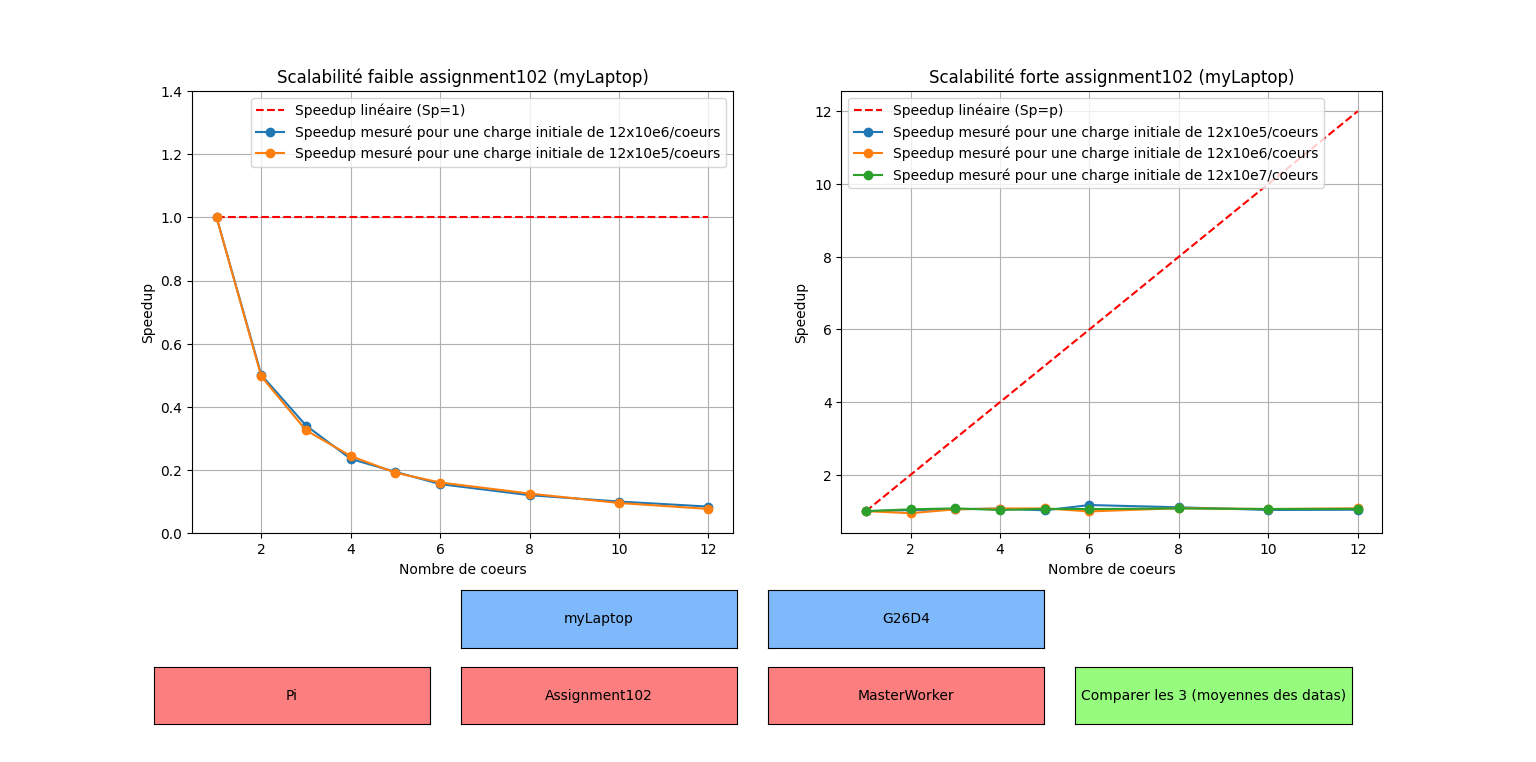 Scalabilité faible assignment102 (myLaptop)
1.4
1.2
1.0
0.8
0.6
0.4
0.2
0.0
Speedup
Speedup linéaire (Sp=1)
Speedup mesuré pour une charge initiale de 12x10e6/coeurs
Speedup mesuré pour une charge initiale de 12x10e5/coeurs
2 4 6 8 10 12
Nombre de coeurs
Scalabilité forte assignment102 (myLaptop)
12
10
8
6
4
2
Speedup
Speedup linéaire (Sp=p)
Speedup mesuré pour une charge initiale de 12x10e5/coeurs
Speedup mesuré pour une charge initiale de 12x10e6/coeurs
Speedup mesuré pour une charge initiale de 12x10e7/coeurs
2 4 6 8 10 12
Nombre de coeurs
myLaptop
G26D4
Pi
Assignment102
MasterWorker
Comparer les 3 (moyennes des datas)